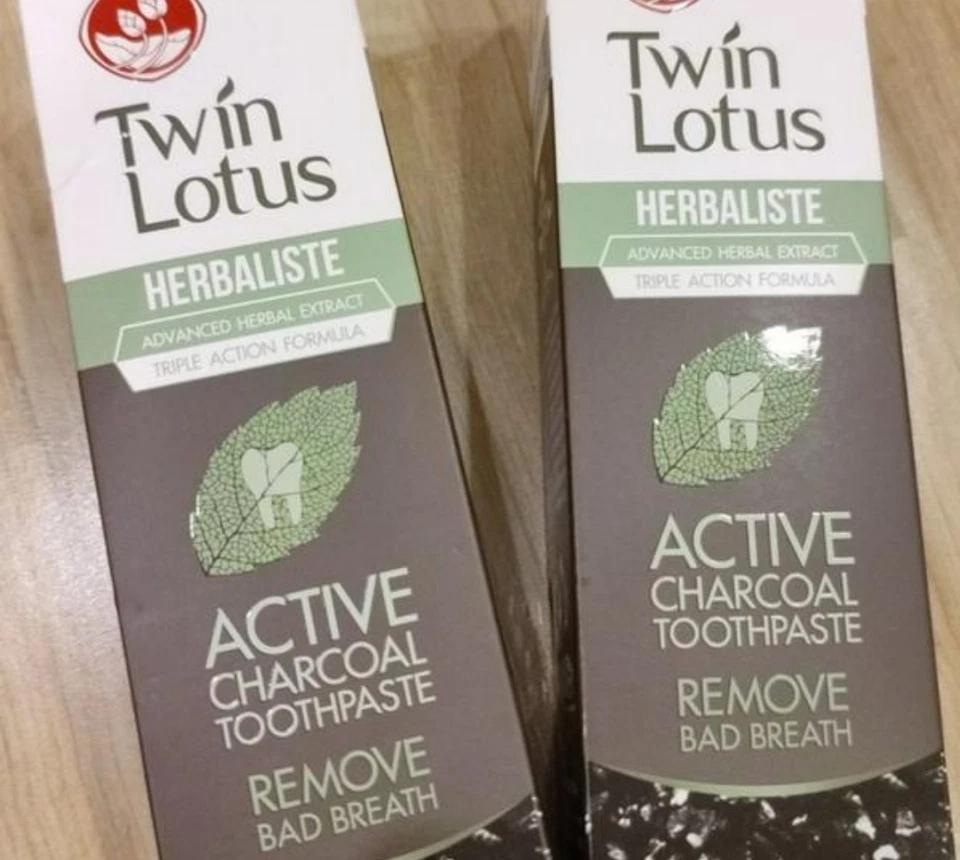 Twin
Lotus
HERBALISTE
ADVANCED HERBAL EXTRACT
TRIPLE ACTION FORMULA
ACTIVE
CHARCOAL
TOOTHPASTE
REMOVE
BAD BREATH
Twin
Lotus
HERBALISTE
ADVANCED HERBAL EXTRACT
TRIPLE ACTION FORMULA
ACTIVE
CHARCOAL
TOOTHPASTE
REMOVE
BAD BREATH